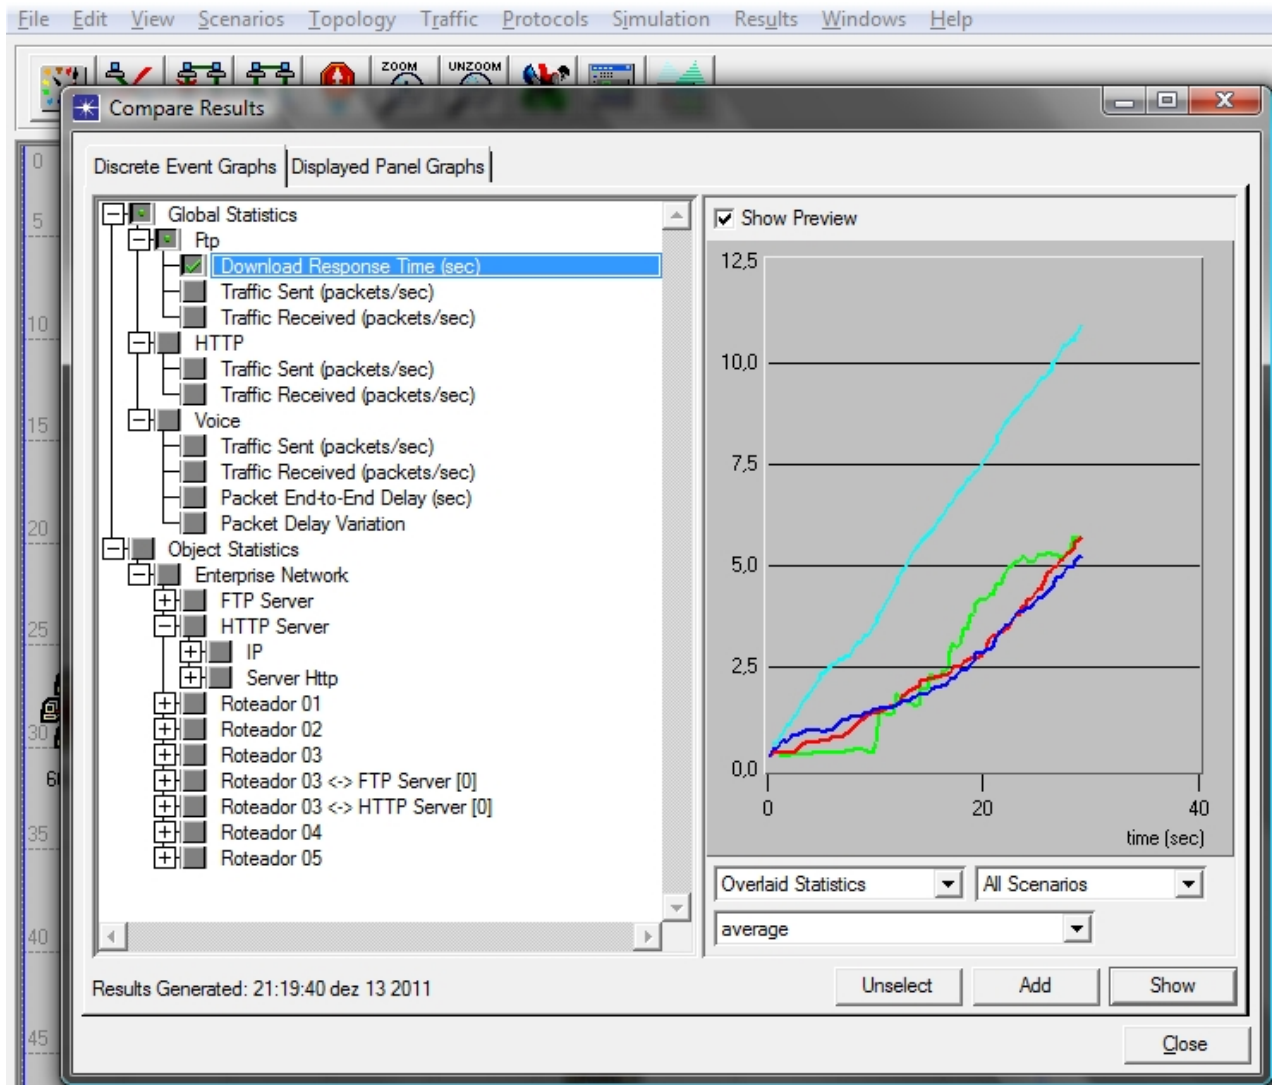 File Edit View Scenarios Topology Traffic Protocols Simulation Results Windows Help
ZOOM UNZOOM
Compare Results
Discrete Event Graphs Displayed Panel Graphs
Global Statistics
Ftp
Download Response Time (sec)
Traffic Sent (packets/sec)
Traffic Received (packets/sec)
HTTP
Traffic Sent (packets/sec)
Traffic Received (packets/sec)
Voice
Traffic Sent (packets/sec)
Traffic Received (packets/sec)
Packet End-to-End Delay (sec)
Packet Delay Variation
Object Statistics
Enterprise Network
FTP Server
HTTP Server
IP
Server Http
Roteador 01
Roteador 02
Roteador 03
Roteador 03 <-> FTP Server [0]
Roteador 03 <-> HTTP Server [0]
Roteador 04
Roteador 05
Show Preview
12,5
10,0
7,5
5,0
2,5
0,0
0 20 40
time (sec)
Overlaid Statistics All Scenarios
average
Results Generated: 21:19:40 dez 13 2011
Unselect Add Show
Close
0
5
10
15
20
25
30
35
40
45